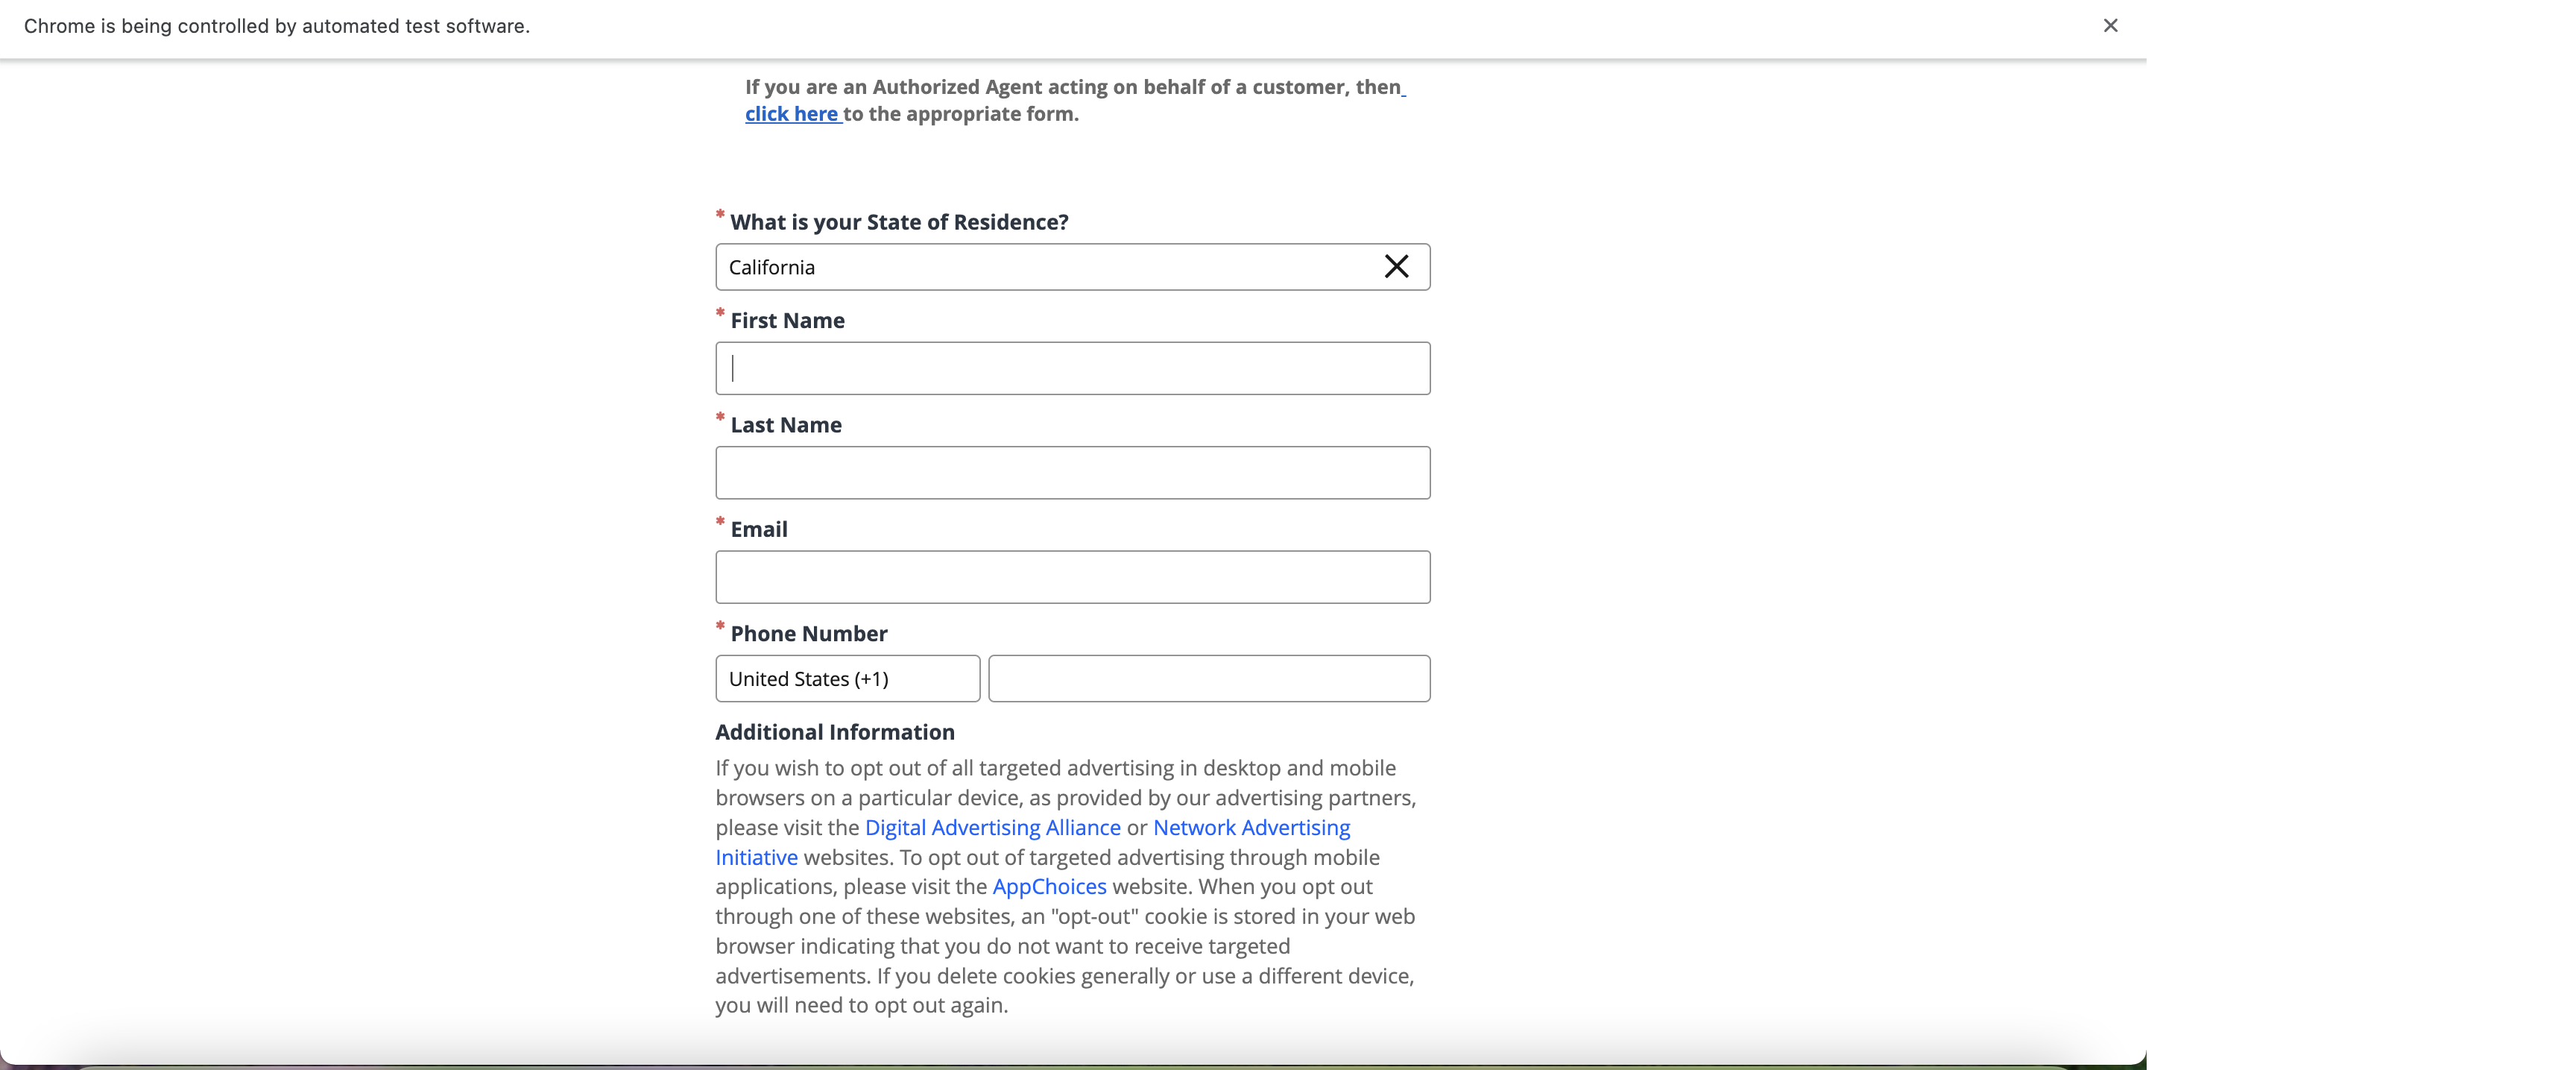 Chrome is being controlled by automated test software.
If you are an Authorized Agent acting on behalf of a customer, then
click here to the appropriate form.
* What is your State of Residence?
California
* First Name
* Last Name
* Email
* Phone Number
United States (+1)
Additional Information
If you wish to opt out of all targeted advertising in desktop and mobile
browsers on a particular device, as provided by our advertising partners,
please visit the Digital Advertising Alliance or Network Advertising
Initiative websites. To opt out of targeted advertising through mobile
applications, please visit the AppChoices website. When you opt out
through one of these websites, an "opt-out" cookie is stored in your web
browser indicating that you do not want to receive targeted
advertisements. If you delete cookies generally or use a different device,
you will need to opt out again.